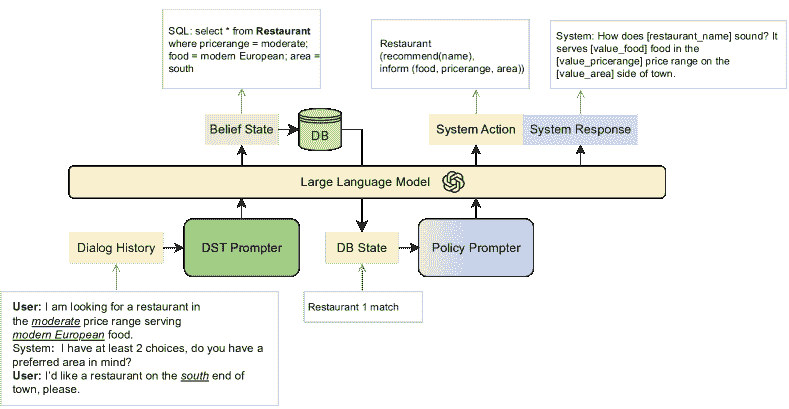 SQL: select * from Restaurant
where pricerange = moderate;
food = modern European; area =
south
Restaurant
(recommend(name),
inform (food, pricerange, area))
System: How does [restaurant_name] sound? It
serves [value_food] food in the
[value_pricerange] price range on the
[value_area] side of town.
Belief State
DB
System Action
System Response
Large Language Model
Dialog History
DST Prompter
DB State
Policy Prompter
User: I am looking for a restaurant in
the moderate price range serving
modern European food.
System: I have at least 2 choices, do you have a
preferred area in mind?
User: I'd like a restaurant on the south end of
town, please.
Restaurant 1 match